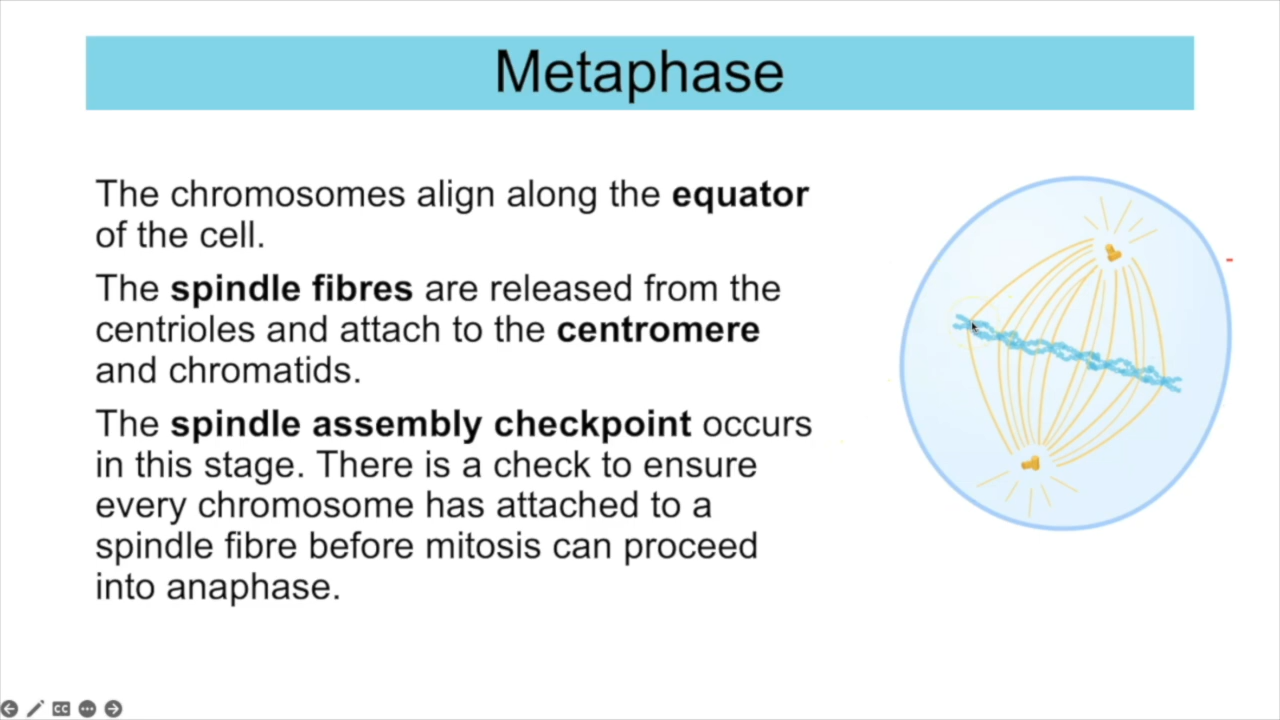 Metaphase
The chromosomes align along the equator
of the cell.
The spindle fibres are released from the
centrioles and attach to the centromere
and chromatids.
The spindle assembly checkpoint occurs
in this stage. There is a check to ensure
every chromosome has attached to a
spindle fibre before mitosis can proceed
into anaphase.
CC